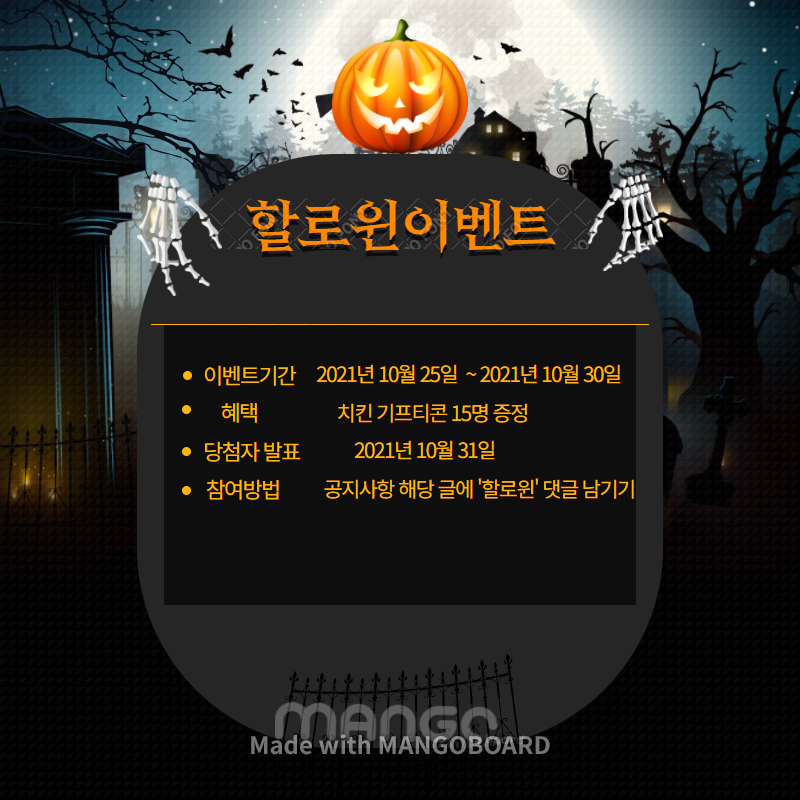 할로윈이벤트
이벤트기간 2021년 10월 25일 ~ 2021년 10월 30일
혜택 치킨 기프티콘 15명 증정
당첨자 발표 2021년 10월 31일
참여방법 공지사항 해당 글에 '할로윈' 댓글 남기기
MANGO
Made with MANGOBOARD